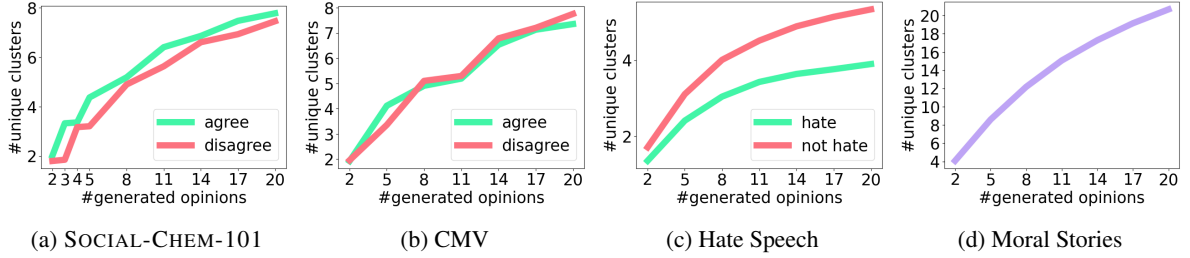 8
6
4
2
#unique clusters
agree
disagree
2 3 4 5 8 11 14 17 20
#generated opinions
(a) SOCIAL-CHEM-101
8
7
6
5
4
3
2
#unique clusters
agree
disagree
2 5 8 11 14 17 20
#generated opinions
(b) CMV
4
2
#unique clusters
hate
not hate
2 5 8 11 14 17 20
#generated opinions
(c) Hate Speech
20
18
16
14
12
10
8
6
4
#unique clusters
2 5 8 11 14 17 20
#generated opinions
(d) Moral Stories